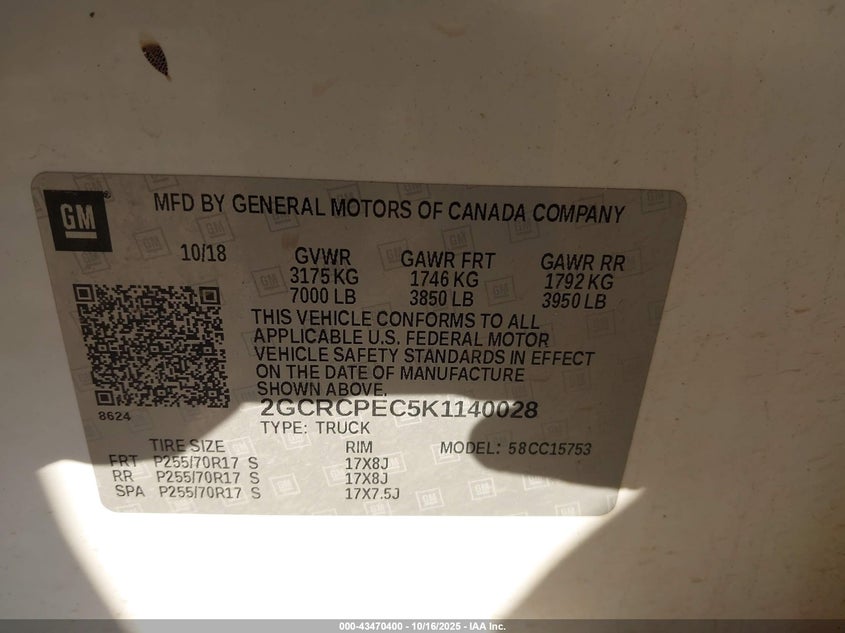 GM
MFD BY GENERAL MOTORS OF CANADA COMPANY
10/18
GVWR GAWR FRT GAWR RR
3175 KG 1746 KG 1792 KG
7000 LB 3850 LB 3950 LB
THIS VEHICLE CONFORMS TO ALL
APPLICABLE U.S. FEDERAL MOTOR
VEHICLE SAFETY STANDARDS IN EFFECT
ON THE DATE OF MANUFACTURE
SHOWN ABOVE.
8624
2GCRCPEC5K1140028
TYPE: TRUCK
TIRE SIZE RIM MODEL: 58CC15753
FRT P255/70R17 S 17X8J
RR P255/70R17 S 17X8J
SPA P255/70R17 S 17X7.5J
000-43470400 - 10/16/2025 - IAA Inc.